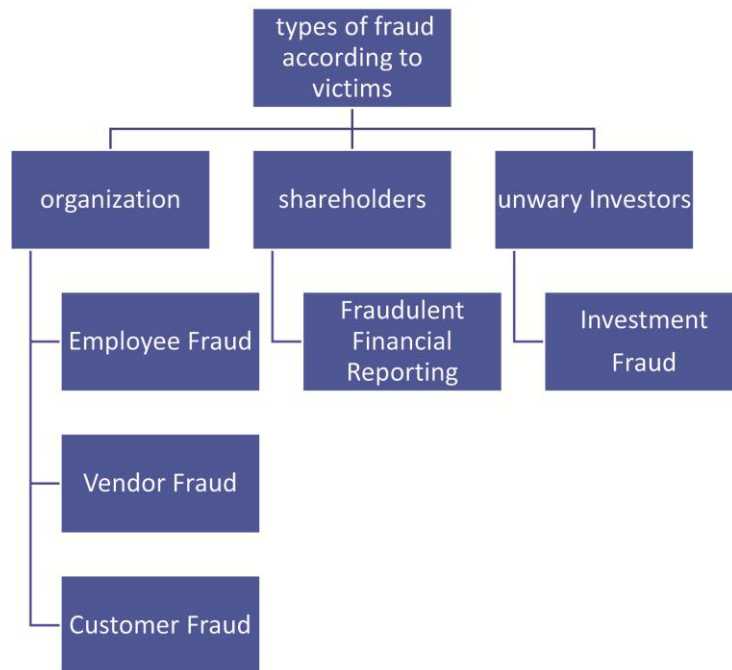 types of fraud
according to
victims
organization
shareholders
unwary Investors
Employee Fraud
Vendor Fraud
Customer Fraud
Fraudulent
Financial
Reporting
Investment
Fraud